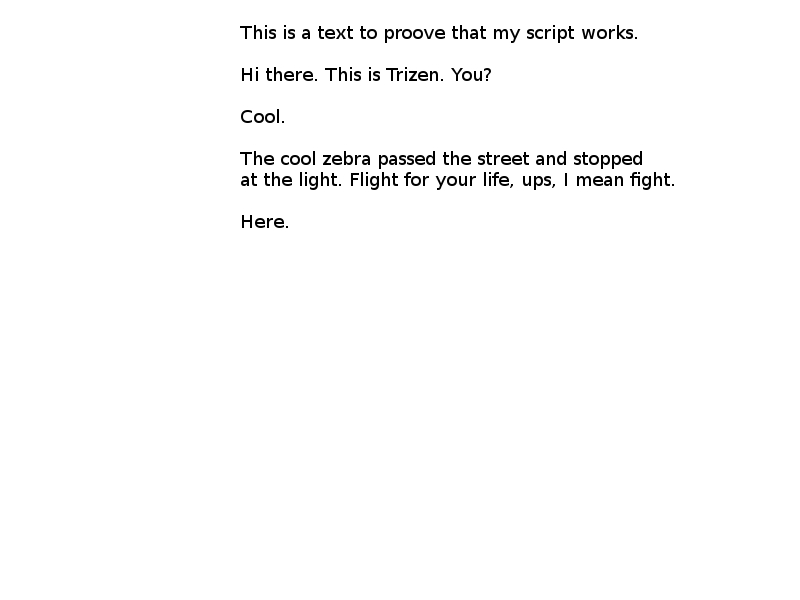 This is a text to proove that my script works.
Hi there. This is Trizen. You?
Cool.
The cool zebra passed the street and stopped
at the light. Flight for your life, ups, I mean fight.
Here.